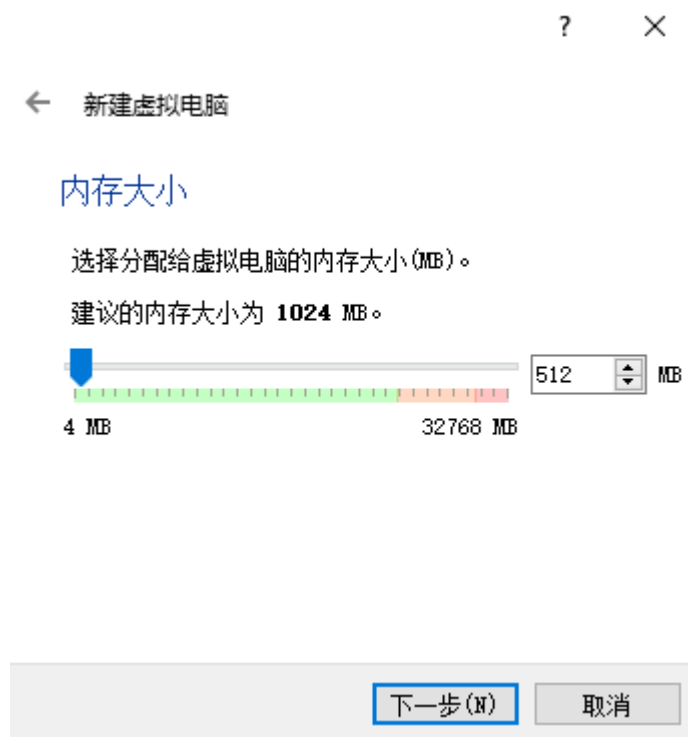 ?
新建虚拟电脑
内存大小
选择分配给虚拟电脑的内存大小(MB)。
建议的内存大小为 1024 MB。
512 MB
4 MB 32768 MB
下一步(N) 取消